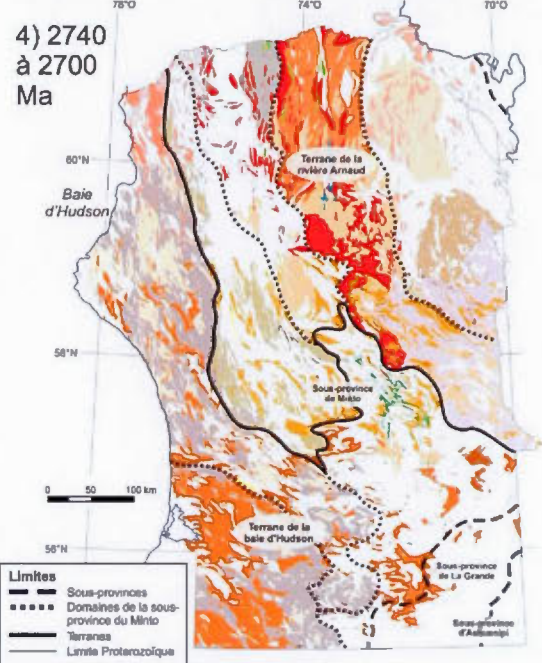 78°O
74°O
70°O
4) 2740
à 2700
Ma
60°N
Terrane de la
rivière Arnaud
Baie
d'Hudson
58°N
Sous-province
de Minto
0 50 100 km
Terrane de la
baie d'Hudson
56°N
Sous-province
de La Grande
Sous-province
d'Ashuanipi
Limites
Sous-provinces
Domaines de la sous-
province du Minto
Terranes
Limite Protérozoïque